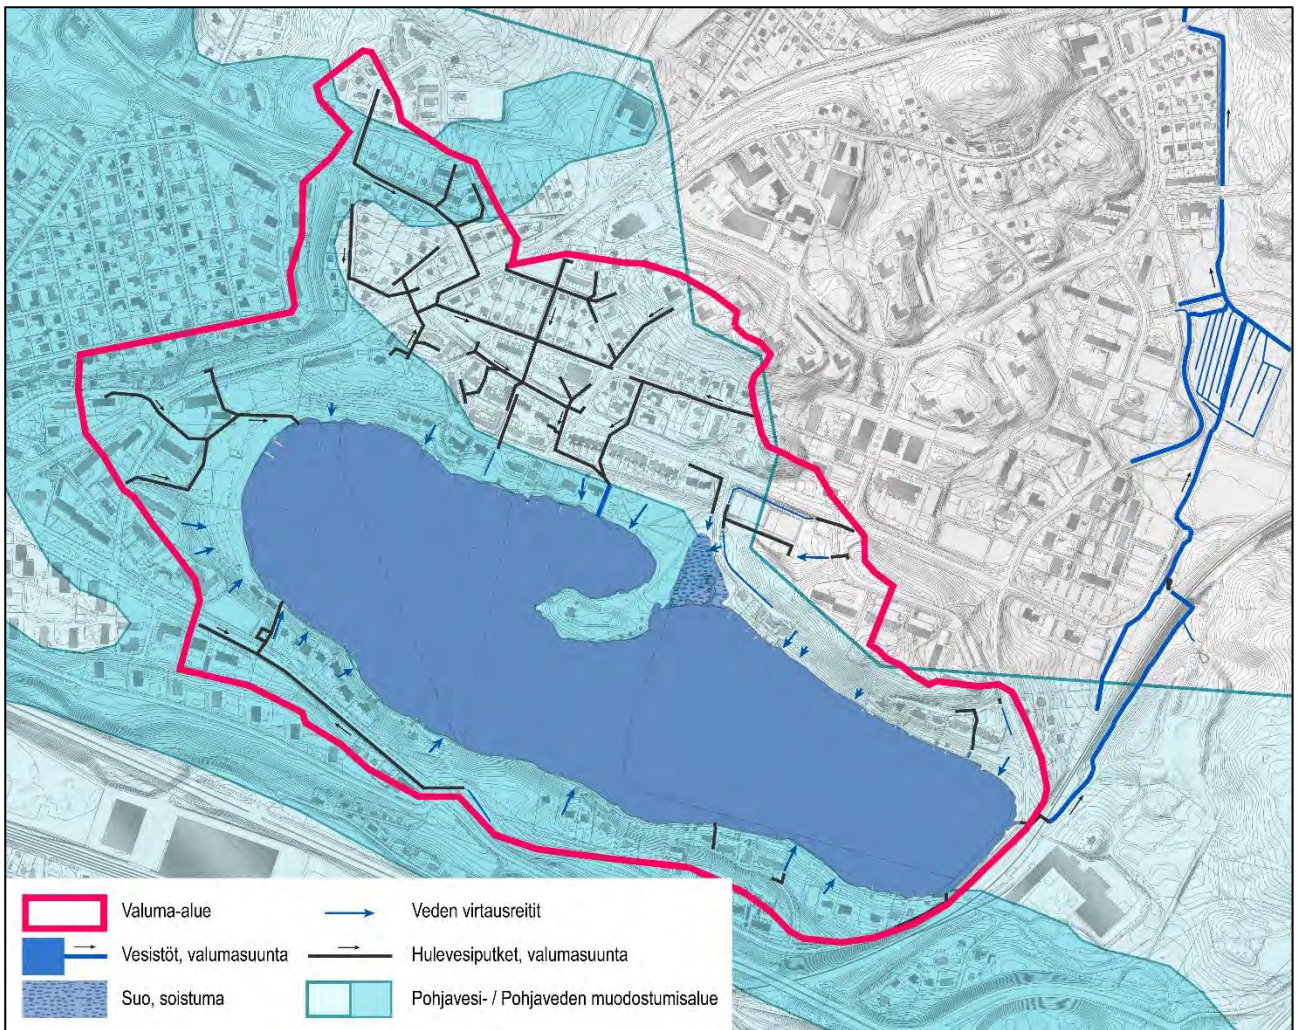 Valuma-alue
Veden virtausreitit
Vesistöt, valumasuunta
Hulevesiputket, valumasuunta
Suo, soistuma
Pohjavesi- / Pohjaveden muodostumisalue